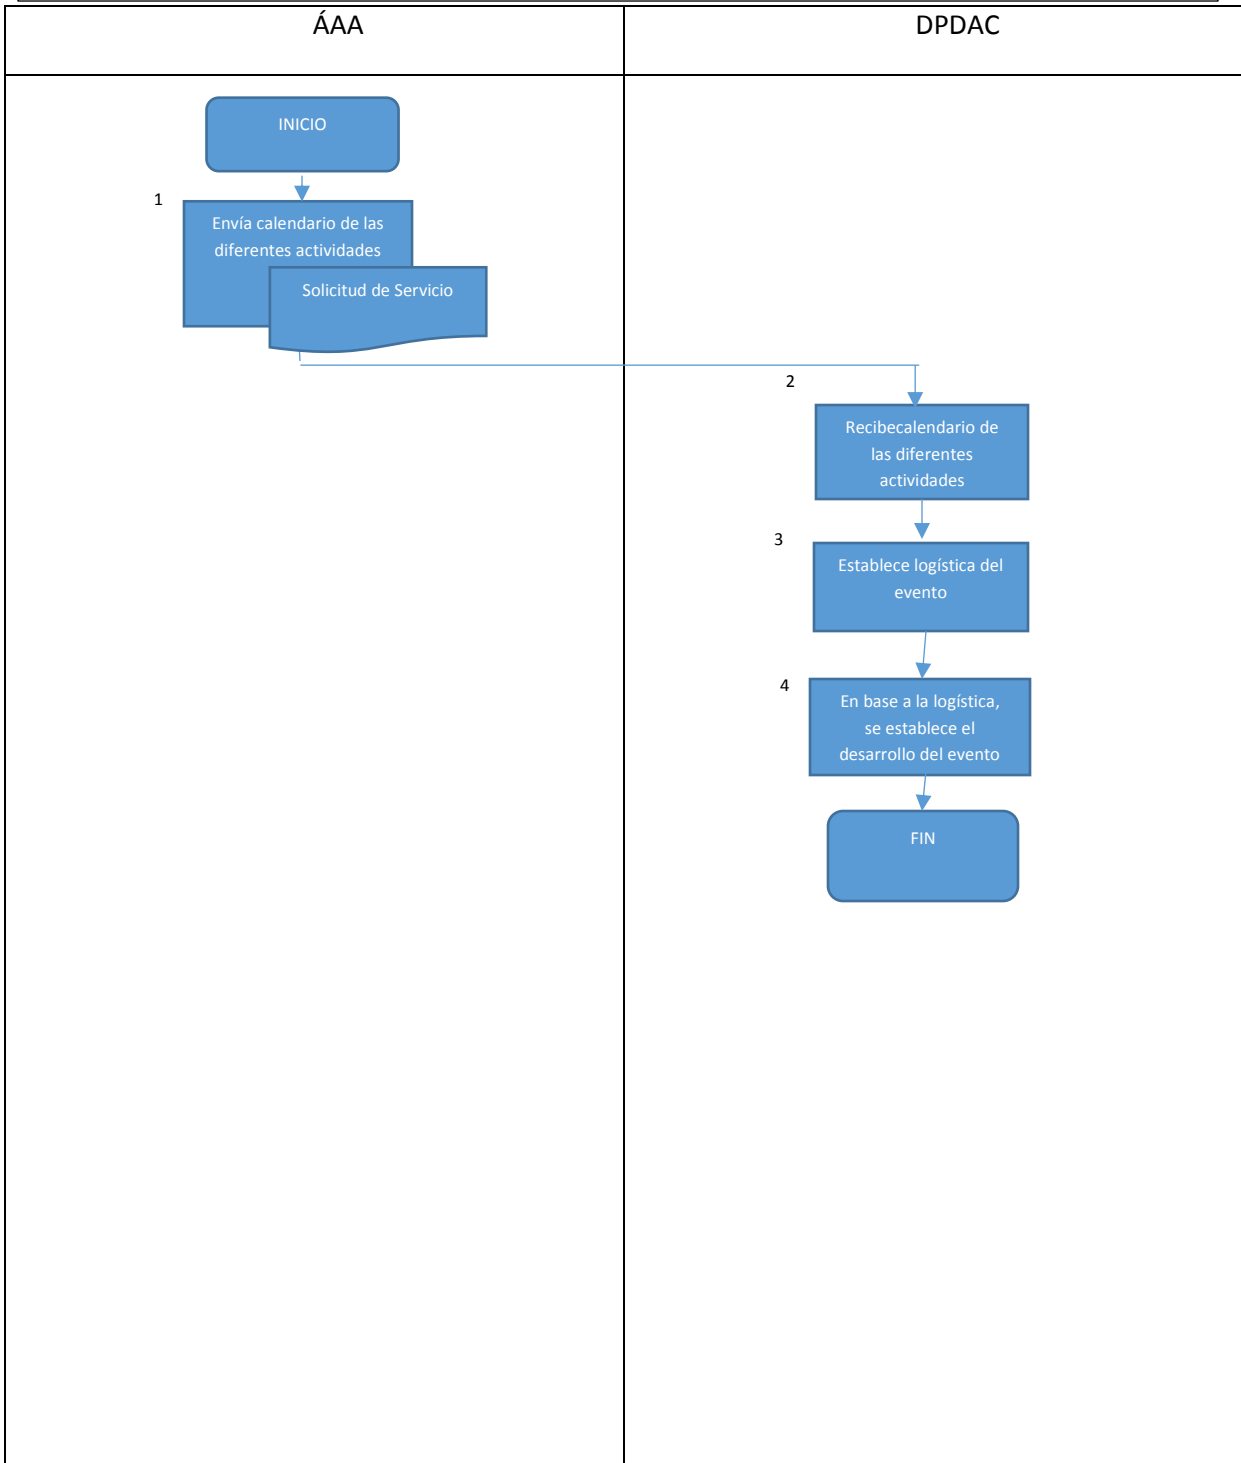 ÁAA
DPDAC
INICIO
1
Envía calendario de las
diferentes actividades
Solicitud de Servicio
2
Recibecalendario de
las diferentes
actividades
3
Establece logística del
evento
4
En base a la logística,
se establece el
desarrollo del evento
FIN